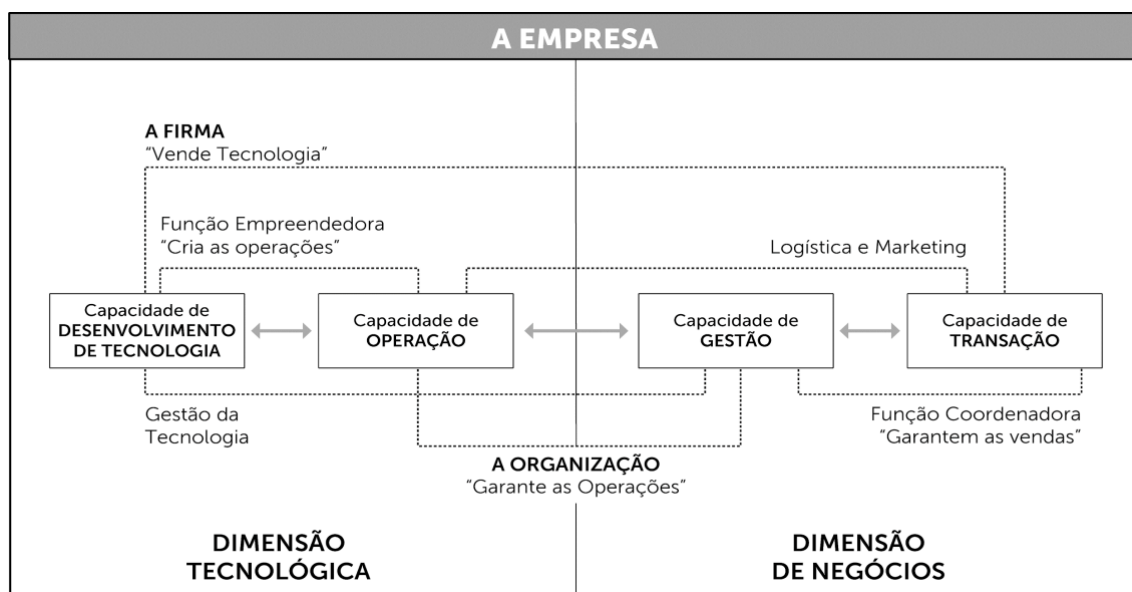 A EMPRESA
A FIRMA
“Vende Tecnologia”
Função Empreendedora
“Cria as operações”
Logística e Marketing
Capacidade de
DESENVOLVIMENTO
DE TECNOLOGIA
Capacidade de
OPERAÇÃO
Capacidade de
GESTÃO
Capacidade de
TRANSAÇÃO
Gestão da
Tecnologia
Função Coordenadora
“Garantem as vendas”
A ORGANIZAÇÃO
“Garante as Operações”
DIMENSÃO
TECNOLÓGICA
DIMENSÃO
DE NEGÓCIOS